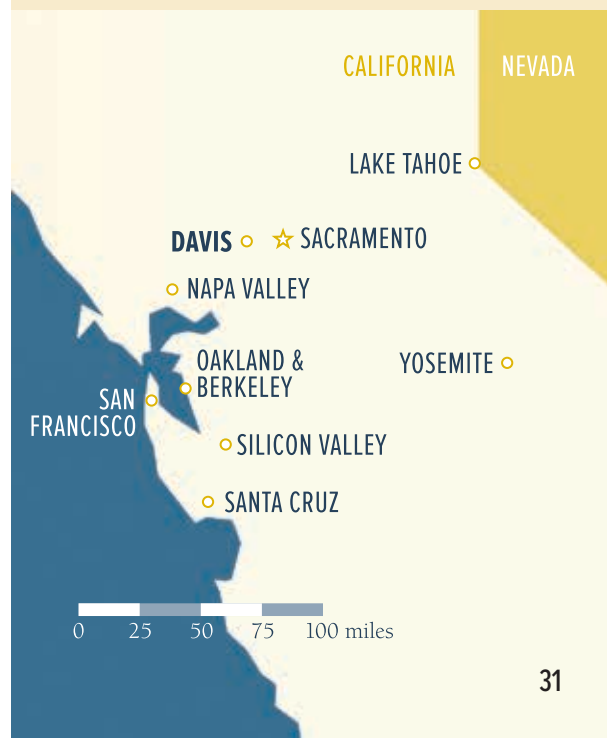 CALIFORNIA
NEVADA
LAKE TAHOE
DAVIS
SACRAMENTO
NAPA VALLEY
OAKLAND &
BERKELEY
YOSEMITE
SAN
FRANCISCO
SILICON VALLEY
SANTA CRUZ
0 25 50 75 100 miles
31